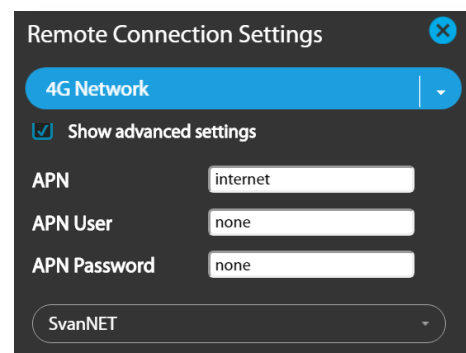 Remote Connection Settings
4G Network
Show advanced settings
APN internet
APN User none
APN Password none
SvanNET